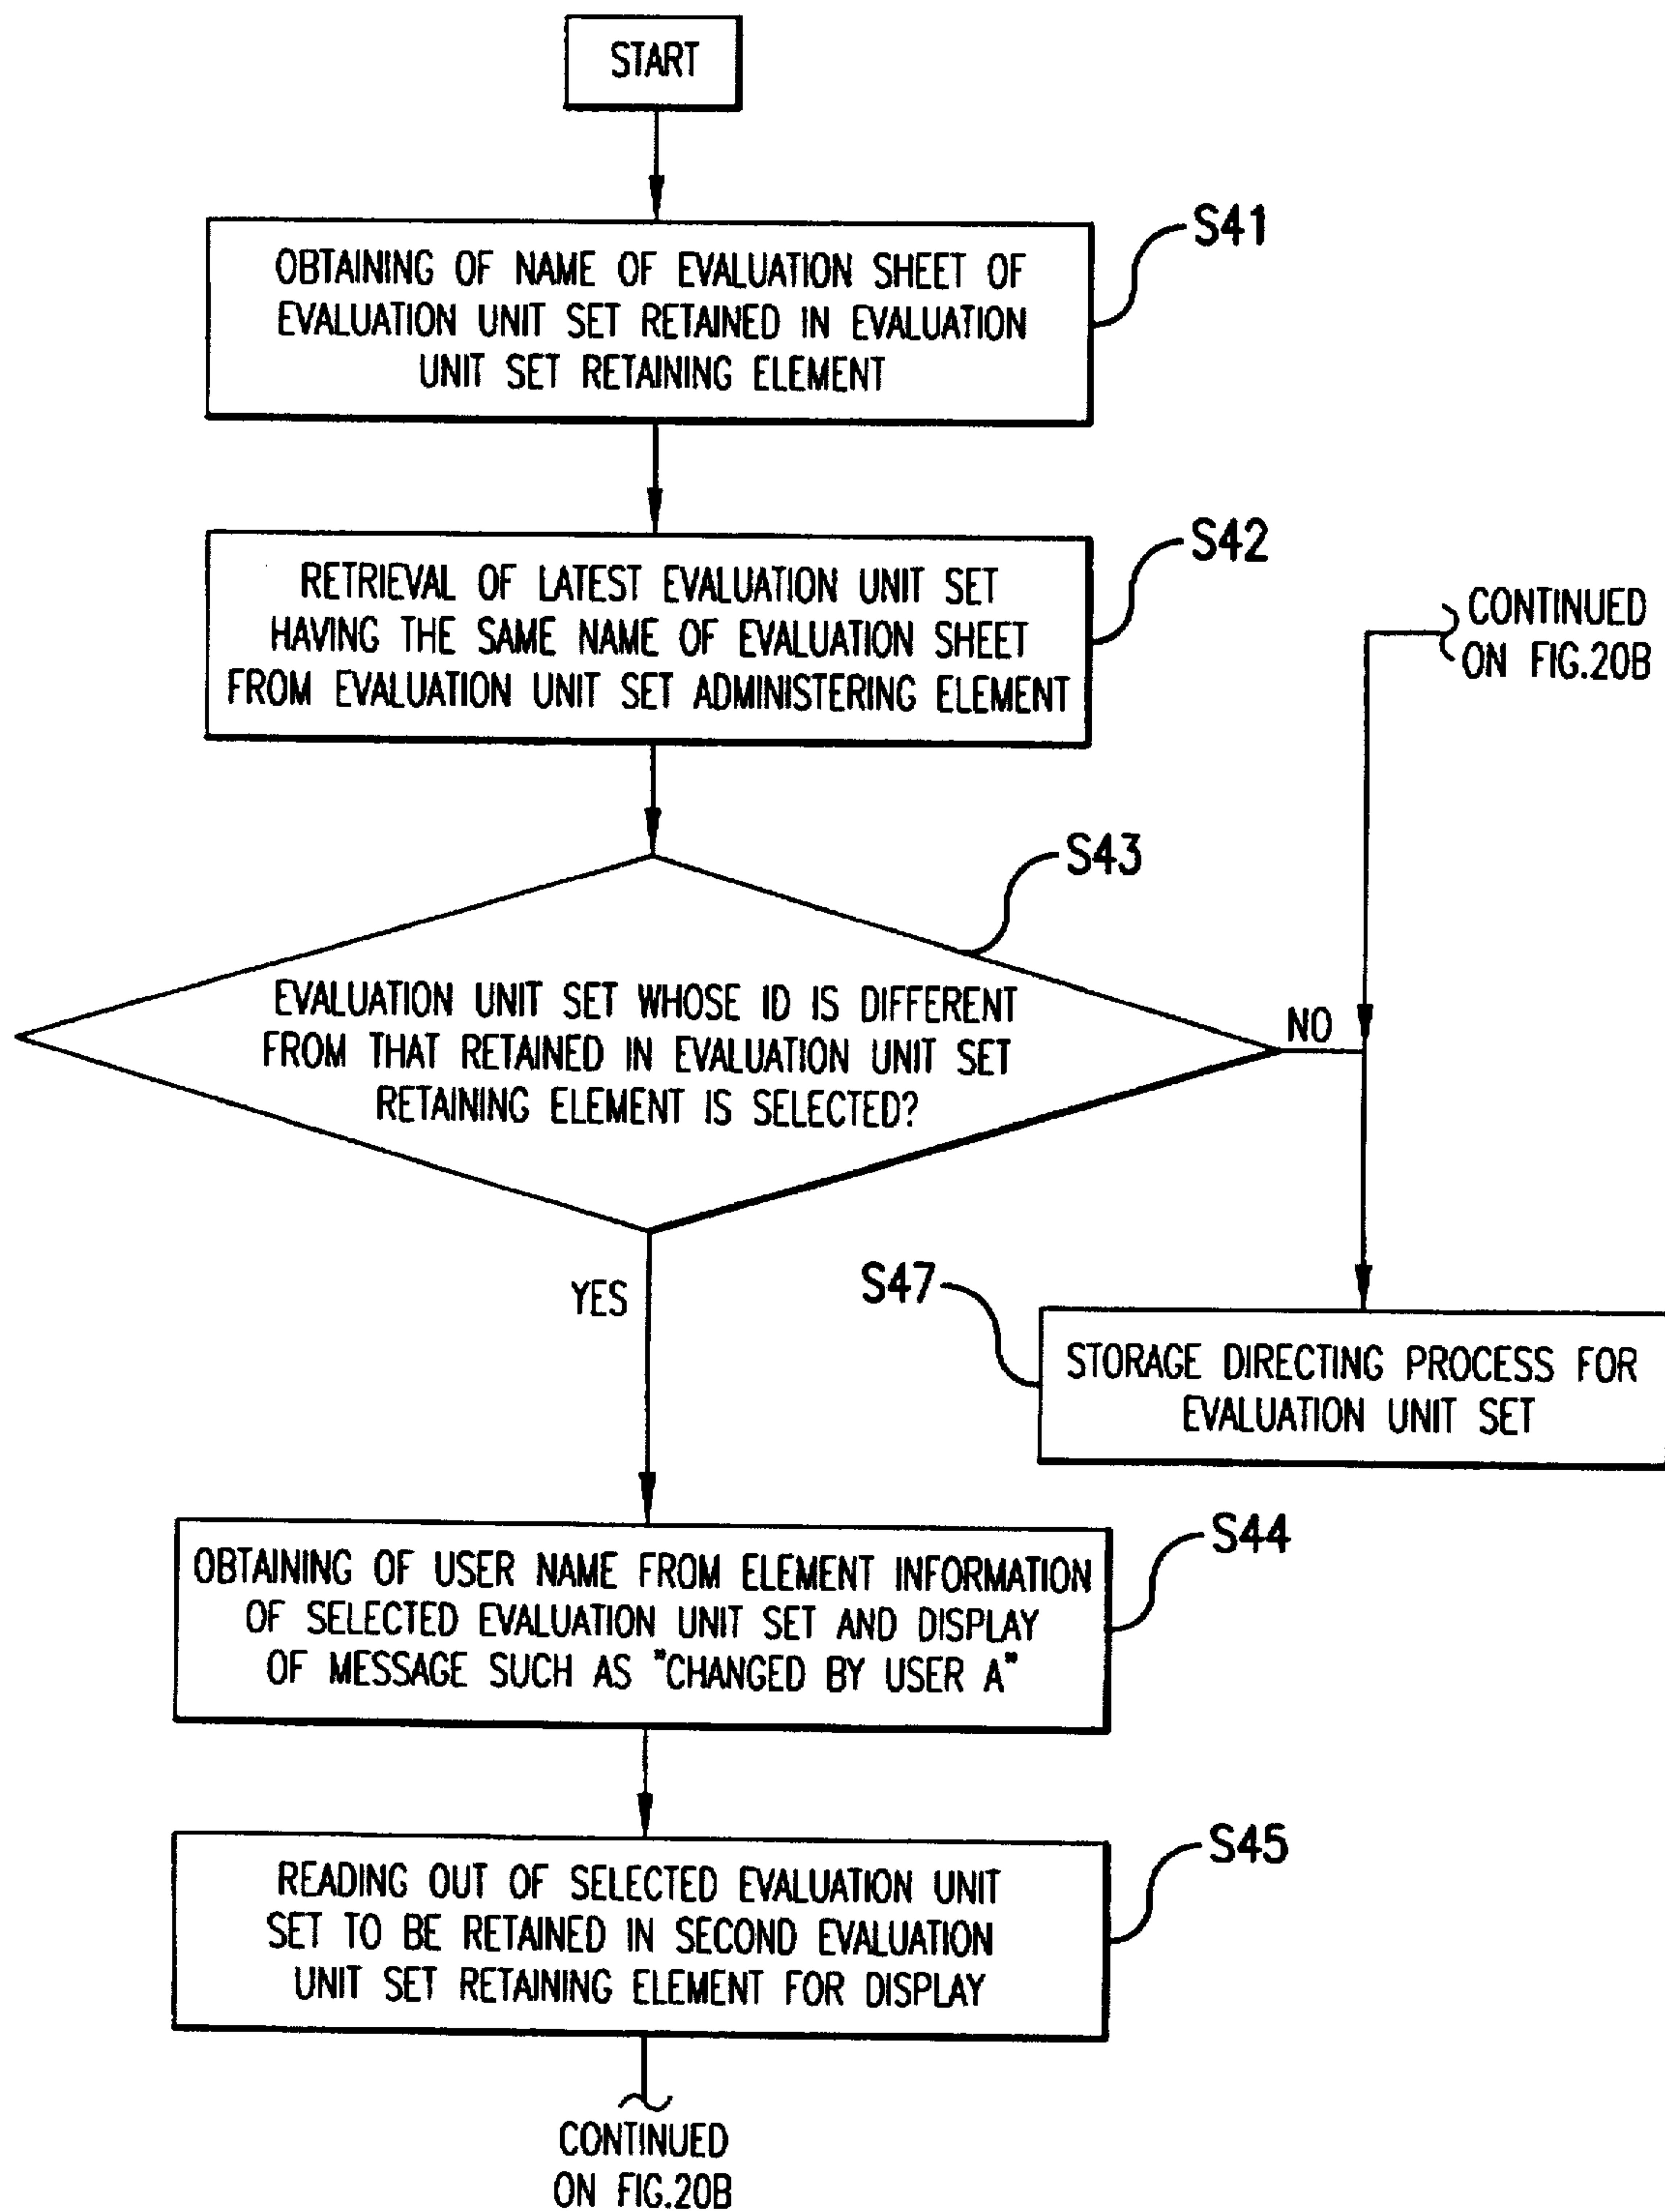 START
S41
OBTAINING OF NAME OF EVALUATION SHEET OF
EVALUATION UNIT SET RETAINED IN EVALUATION
UNIT SET RETAINING ELEMENT
S42
RETRIEVAL OF LATEST EVALUATION UNIT SET
HAVING THE SAME NAME OF EVALUATION SHEET
FROM EVALUATION UNIT SET ADMINISTERING ELEMENT
CONTINUED
ON FIG.20B
S43
EVALUATION UNIT SET WHOSE ID IS DIFFERENT
FROM THAT RETAINED IN EVALUATION UNIT SET
RETAINING ELEMENT IS SELECTED?
NO
YES
S47
STORAGE DIRECTING PROCESS FOR
EVALUATION UNIT SET
S44
OBTAINING OF USER NAME FROM ELEMENT INFORMATION
OF SELECTED EVALUATION UNIT SET AND DISPLAY
OF MESSAGE SUCH AS "CHANGED BY USER A"
S45
READING OUT OF SELECTED EVALUATION UNIT
SET TO BE RETAINED IN SECOND EVALUATION
UNIT SET RETAINING ELEMENT FOR DISPLAY
CONTINUED
ON FIG.20B